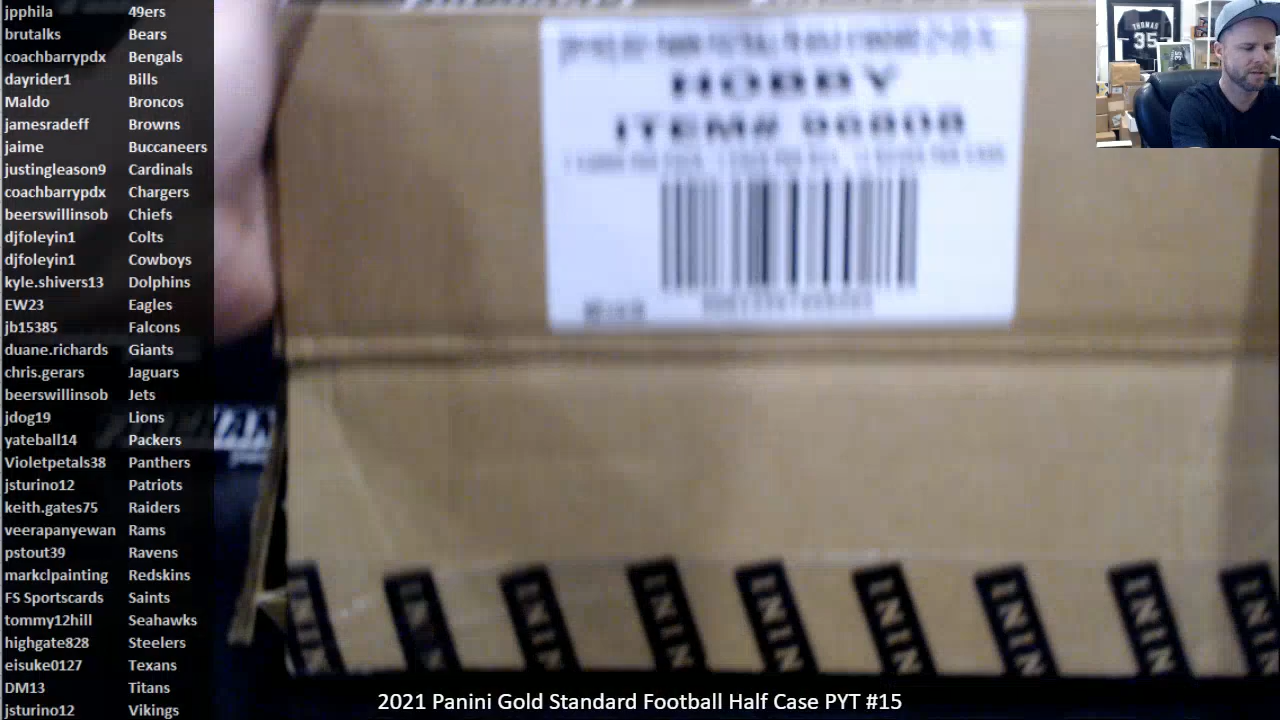 jpphila 49ers
brutalks Bears
coachbarrypdx Bengals
dayrider1 Bills
Maldo Broncos
jamesradeff Browns
jaime Buccaneers
justingleason9 Cardinals
coachbarrypdx Chargers
beerswillinsob Chiefs
djfoleyin1 Colts
djfoleyin1 Cowboys
kyle.shivers13 Dolphins
EW23 Eagles
jb15385 Falcons
duane.richards Giants
chris.gerars Jaguars
beerswillinsob Jets
jdog19 Lions
yateball14 Packers
Violetpetals38 Panthers
jsturino12 Patriots
keith.gates75 Raiders
veerapanyewan Rams
pstout39 Ravens
markclpainting Redskins
FS Sportscards Saints
tommy12hill Seahawks
highgate828 Steelers
eisuke0127 Texans
DM13 Titans
jsturino12 Vikings
HOBBY
ITEM#
THOMAS
35
2021 Panini Gold Standard Football Half Case PYT #15